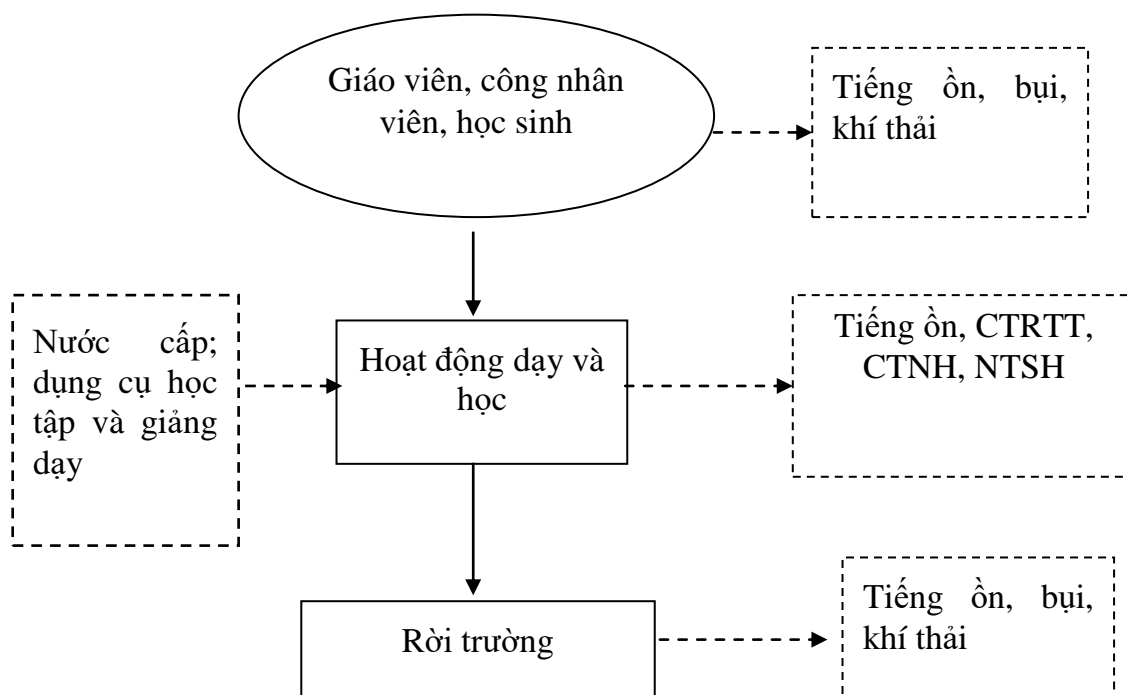 Giáo viên, công nhân
viên, học sinh
Tiếng ồn, bụi,
khí thải
Nước cấp;
dụng cụ học
tập và giảng
dạy
Hoạt động dạy và
học
Tiếng ồn, CTRTT,
CTNH, NTSH
Rời trường
Tiếng ồn, bụi,
khí thải